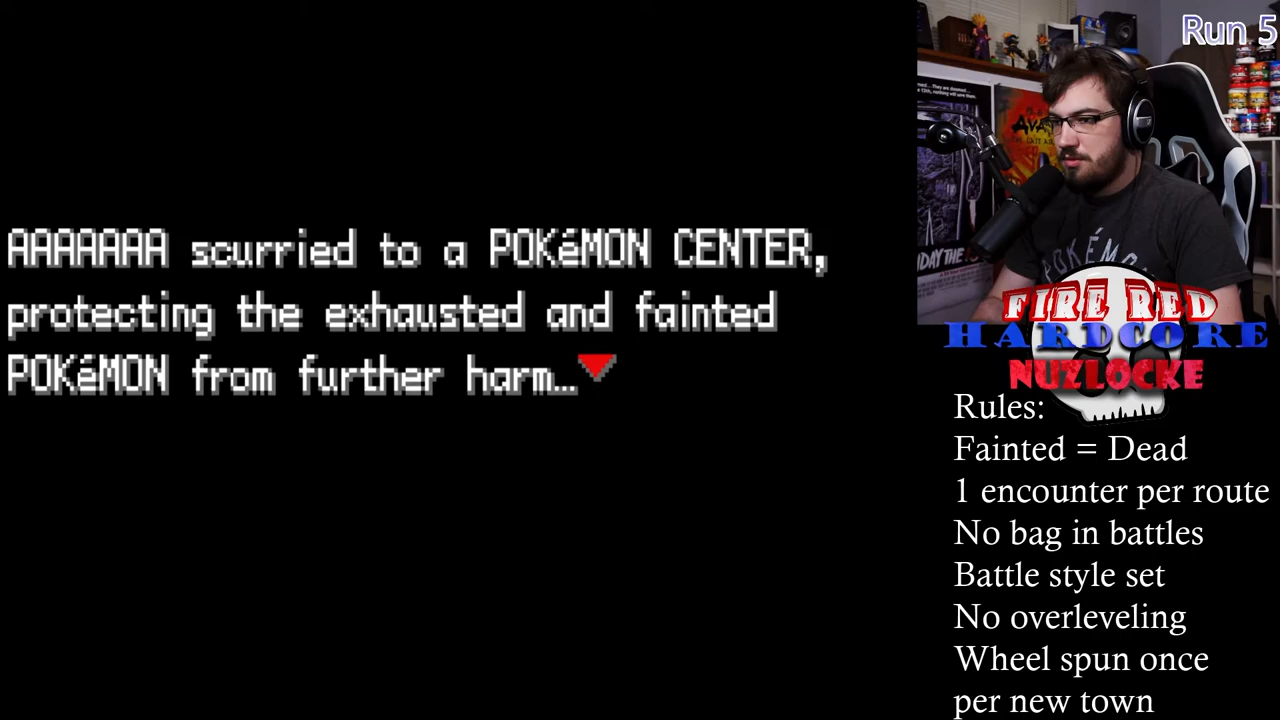 Run 5
AAAAAAA scurried to a POKéMON CENTER,
protecting the exhausted and fainted
POKéMON from further harm…
POKÉMON
FIRE RED
HARDCORE
NUZLOCKE
Rules:
Fainted = Dead
1 encounter per route
No bag in battles
Battle style set
No overleveling
Wheel spun once
per new town